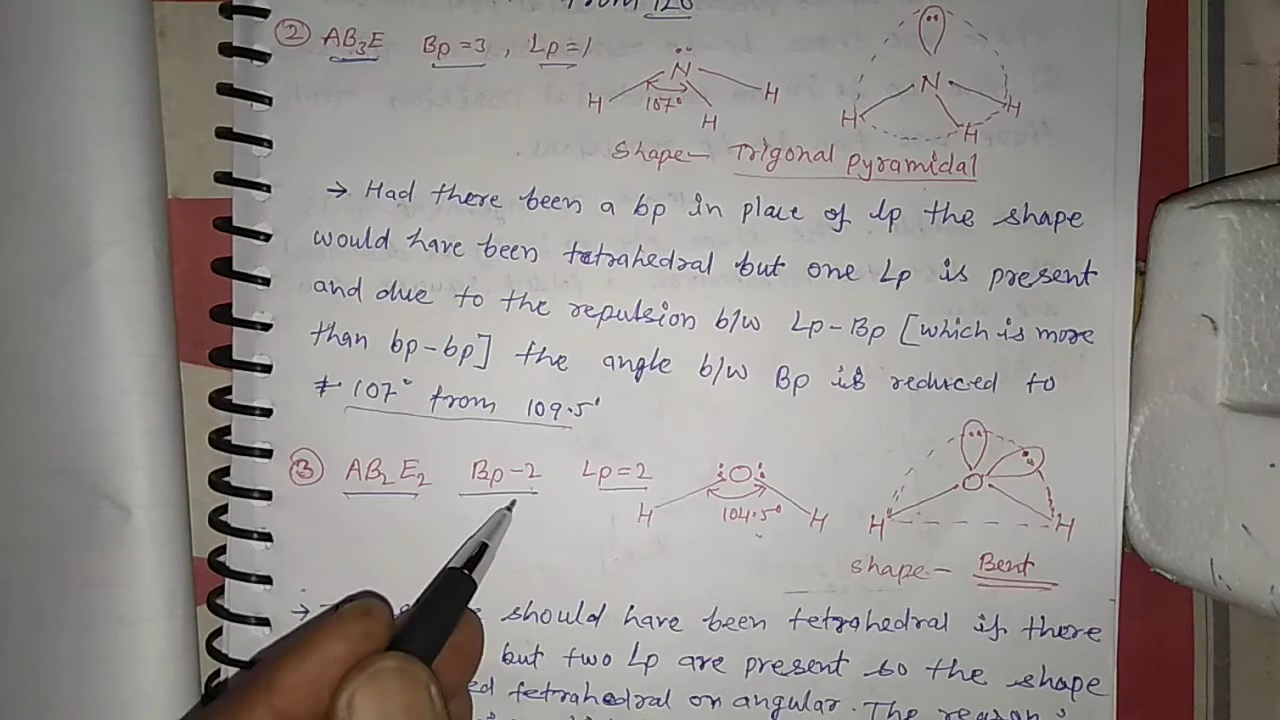 from 120
② AB₃E Bp=3, Lp=1
N
H 107° H
H
N
H H H
Shape- Trigonal Pyramidal
→ Had there been a bp in place of lp the shape
would have been tetrahedral but one Lp is present
and due to the repulsion b/w Lp-Bp [which is more
than bp-bp] the angle b/w Bp is reduced to
107° from 109.5°
③ AB₂E₂ Bp-2 Lp=2
:O:
H 104.5° H
O
H H
Shape- Bent
→ should have been tetrahedral if there
but two Lp are present so the shape
ed tetrahedral or angular. The reason